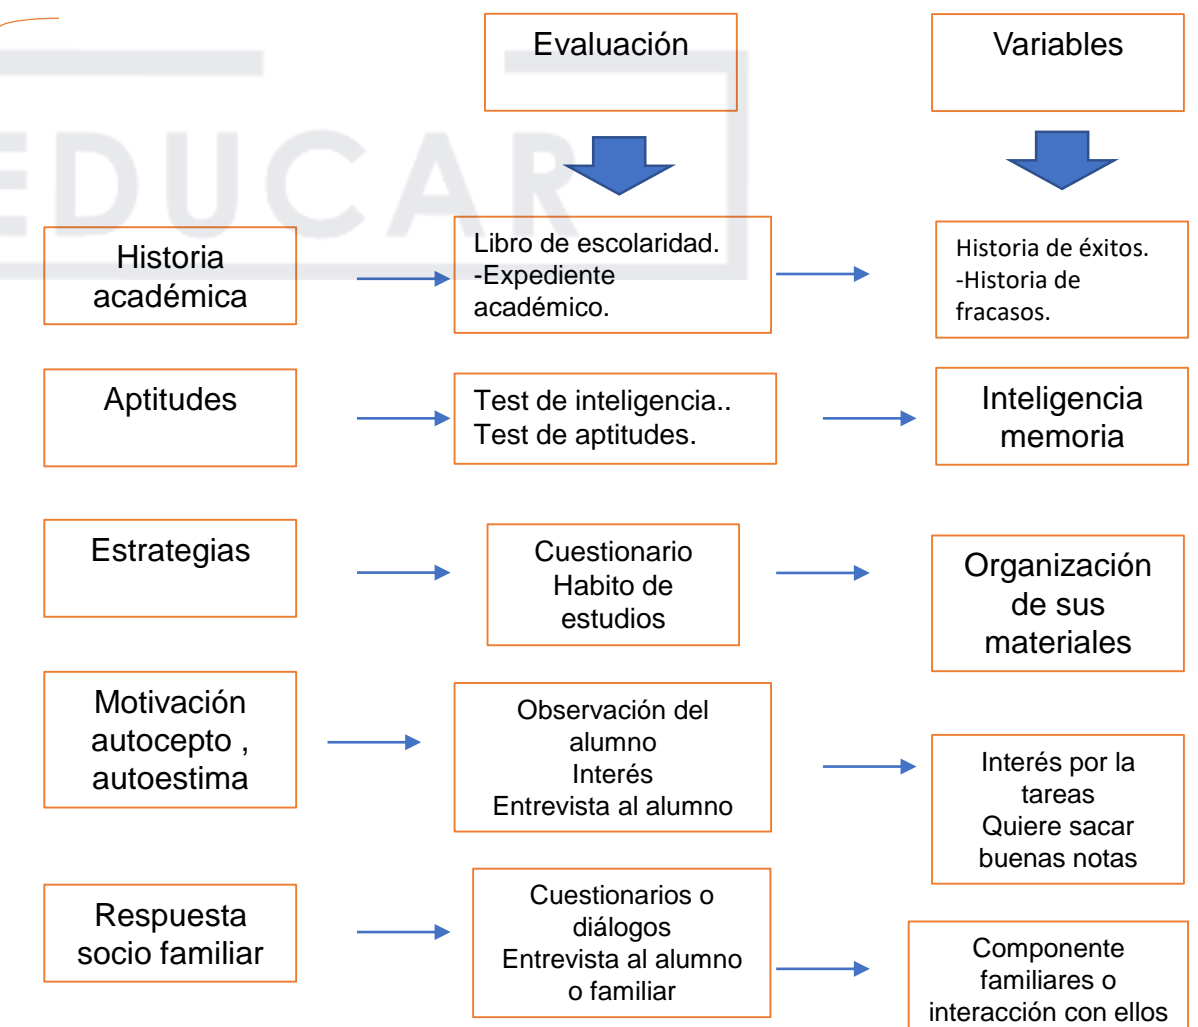 Evaluación
Variables
EDUCAR
Historia
académica
Libro de escolaridad.
-Expediente
académico.
Historia de éxitos.
-Historia de
fracasos.
Aptitudes
Test de inteligencia..
Test de aptitudes.
Inteligencia
memoria
Estrategias
Cuestionario
Habito de
estudios
Organización
de sus
materiales
Motivación
autocepto ,
autoestima
Observación del
alumno
Interés
Entrevista al alumno
Interés por la
tareas
Quiere sacar
buenas notas
Respuesta
socio familiar
Cuestionarios o
diálogos
Entrevista al alumno
o familiar
Componente
familiares o
interacción con ellos